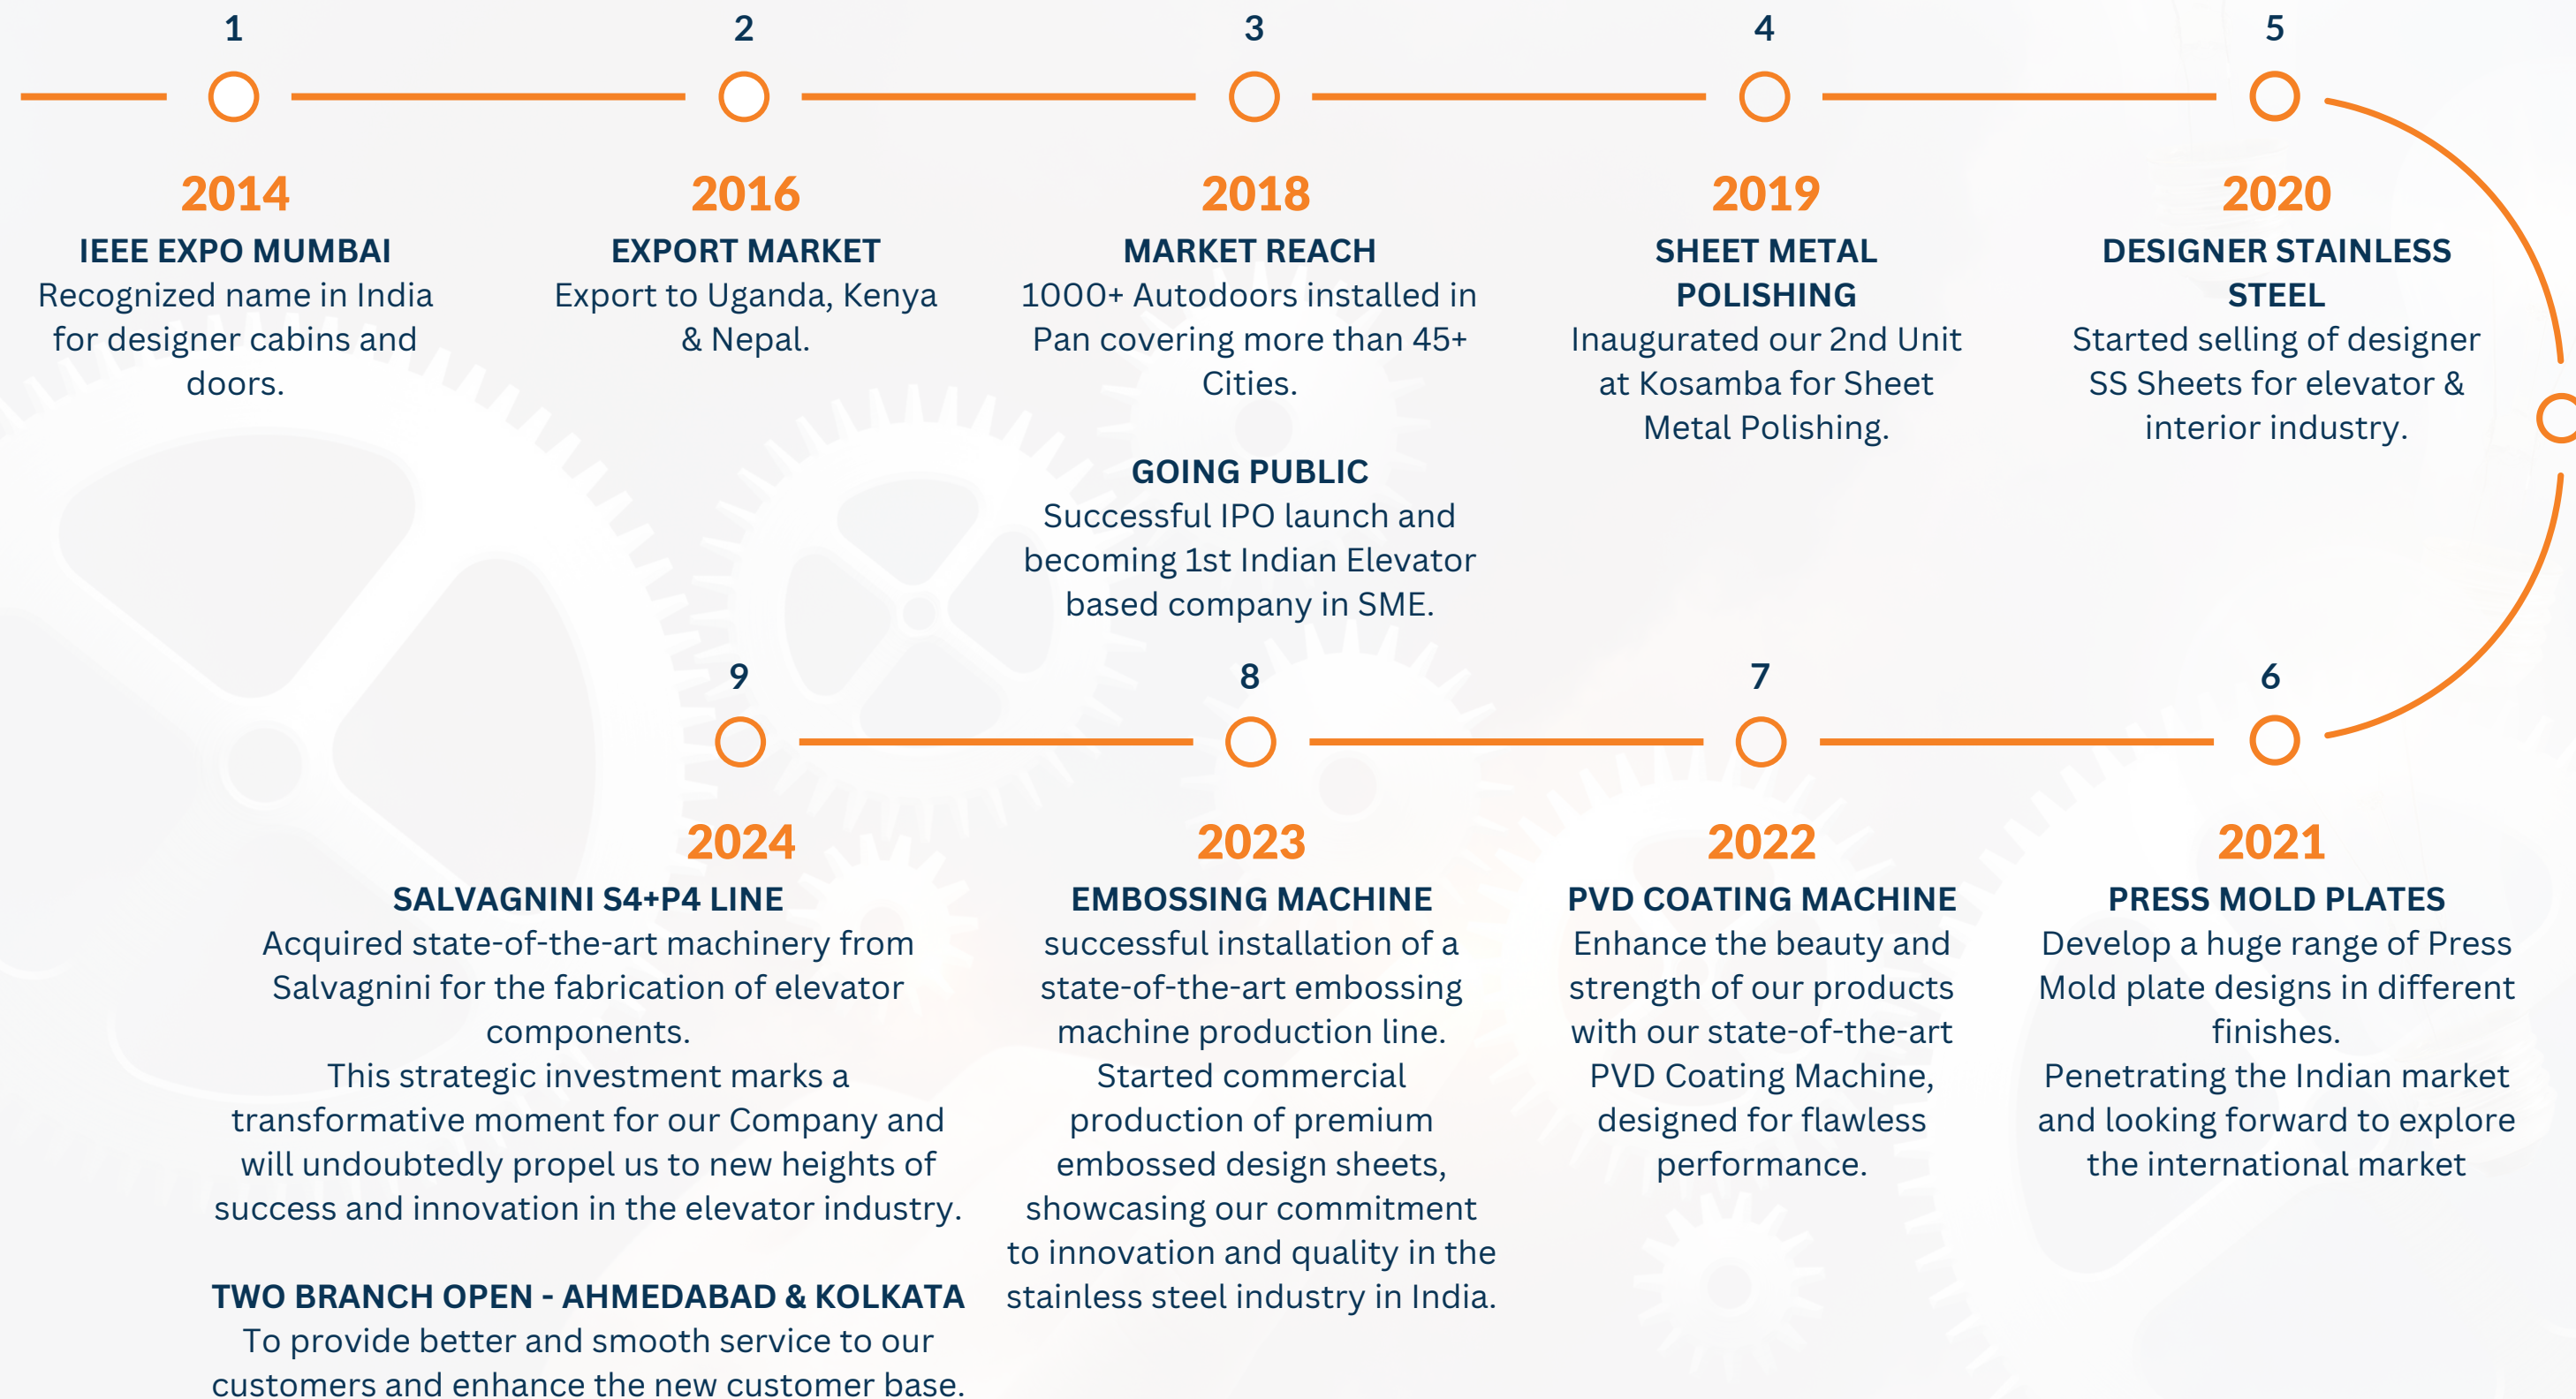 1
2014
IEEE EXPO MUMBAI
Recognized name in India
for designer cabins and
doors.
2
2016
EXPORT MARKET
Export to Uganda, Kenya
& Nepal.
3
2018
MARKET REACH
1000+ Autodoors installed in
Pan covering more than 45+
Cities.
GOING PUBLIC
Successful IPO launch and
becoming 1st Indian Elevator
based company in SME.
4
2019
SHEET METAL
POLISHING
Inaugurated our 2nd Unit
at Kosamba for Sheet
Metal Polishing.
5
2020
DESIGNER STAINLESS
STEEL
Started selling of designer
SS Sheets for elevator &
interior industry.
6
2021
PRESS MOLD PLATES
Develop a huge range of Press
Mold plate designs in different
finishes.
Penetrating the Indian market
and looking forward to explore
the international market
7
2022
PVD COATING MACHINE
Enhance the beauty and
strength of our products
with our state-of-the-art
PVD Coating Machine,
designed for flawless
performance.
8
2023
EMBOSSING MACHINE
successful installation of a
state-of-the-art embossing
machine production line.
Started commercial
production of premium
embossed design sheets,
showcasing our commitment
to innovation and quality in the
stainless steel industry in India.
9
2024
SALVAGNINI S4+P4 LINE
Acquired state-of-the-art machinery from
Salvagnini for the fabrication of elevator
components.
This strategic investment marks a
transformative moment for our Company and
will undoubtedly propel us to new heights of
success and innovation in the elevator industry.
TWO BRANCH OPEN - AHMEDABAD & KOLKATA
To provide better and smooth service to our
customers and enhance the new customer base.